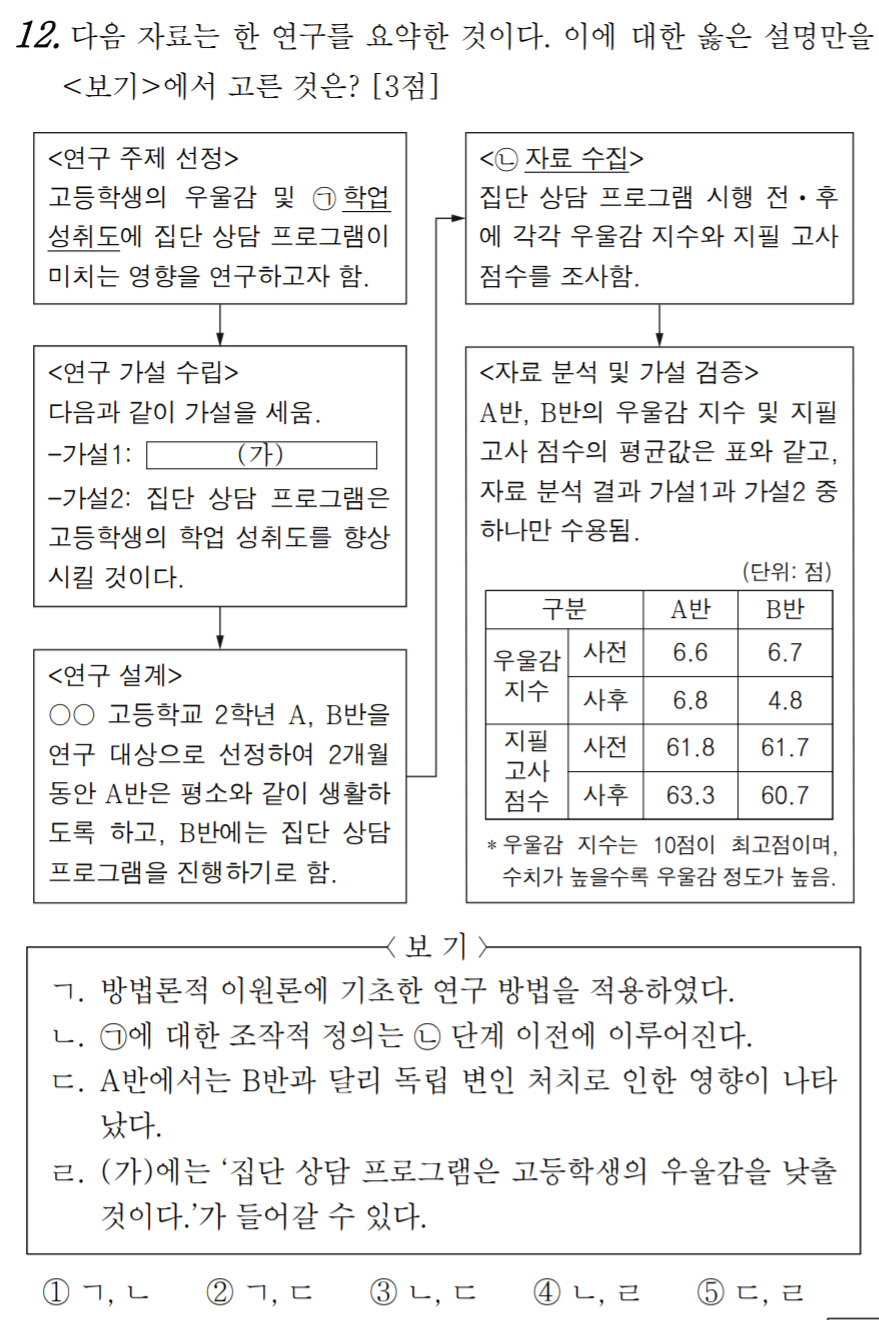 12. 다음 자료는 한 연구를 요약한 것이다. 이에 대한 옳은 설명만을
<보기>에서 고른 것은? [3점]
<연구 주제 선정>
고등학생의 우울감 및 ㉠ 학업
성취도에 집단 상담 프로그램이
미치는 영향을 연구하고자 함.
<연구 가설 수립>
다음과 같이 가설을 세움.
-가설1: (가)
-가설2: 집단 상담 프로그램은
고등학생의 학업 성취도를 향상
시킬 것이다.
<연구 설계>
○○ 고등학교 2학년 A, B반을
연구 대상으로 선정하여 2개월
동안 A반은 평소와 같이 생활하
도록 하고, B반에는 집단 상담
프로그램을 진행하기로 함.
<㉡ 자료 수집>
집단 상담 프로그램 시행 전・후
에 각각 우울감 지수와 지필 고사
점수를 조사함.
<자료 분석 및 가설 검증>
A반, B반의 우울감 지수 및 지필
고사 점수의 평균값은 표와 같고,
자료 분석 결과 가설1과 가설2 중
하나만 수용됨.
(단위: 점)
구분 A반 B반
우울감 지수 사전 6.6 6.7
사후 6.8 4.8
지필 고사 점수 사전 61.8 61.7
사후 63.3 60.7
* 우울감 지수는 10점이 최고점이며,
수치가 높을수록 우울감 정도가 높음.
<보 기>
ㄱ. 방법론적 이원론에 기초한 연구 방법을 적용하였다.
ㄴ. ㉠에 대한 조작적 정의는 ㉡ 단계 이전에 이루어진다.
ㄷ. A반에서는 B반과 달리 독립 변인 처치로 인한 영향이 나타
났다.
ㄹ. (가)에는 '집단 상담 프로그램은 고등학생의 우울감을 낮출
것이다.'가 들어갈 수 있다.
① ㄱ, ㄴ ② ㄱ, ㄷ ③ ㄴ, ㄷ ④ ㄴ, ㄹ ⑤ ㄷ, ㄹ